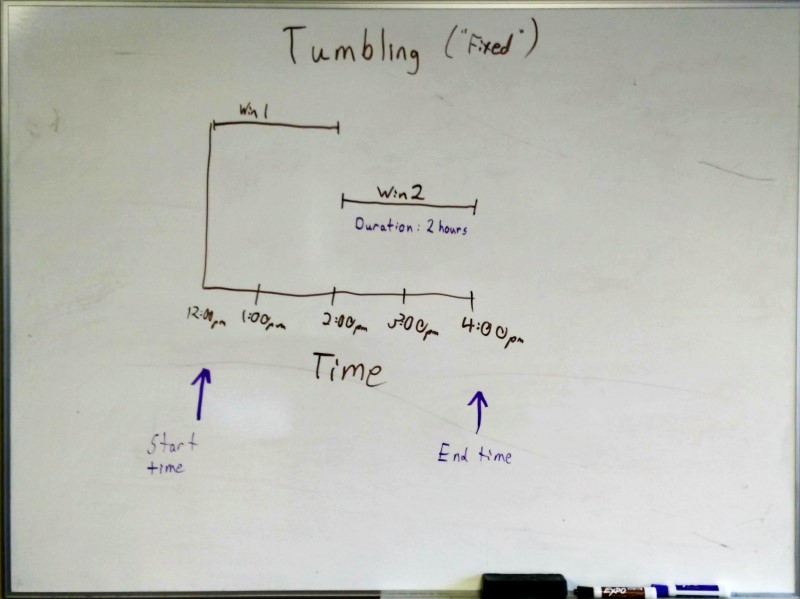 Tumbling ("Fixed")
Win 1
Win 2
Duration: 2 hours
12:00pm 1:00pm 2:00pm 3:00pm 4:00pm
Time
Start
time
End time
EXPO